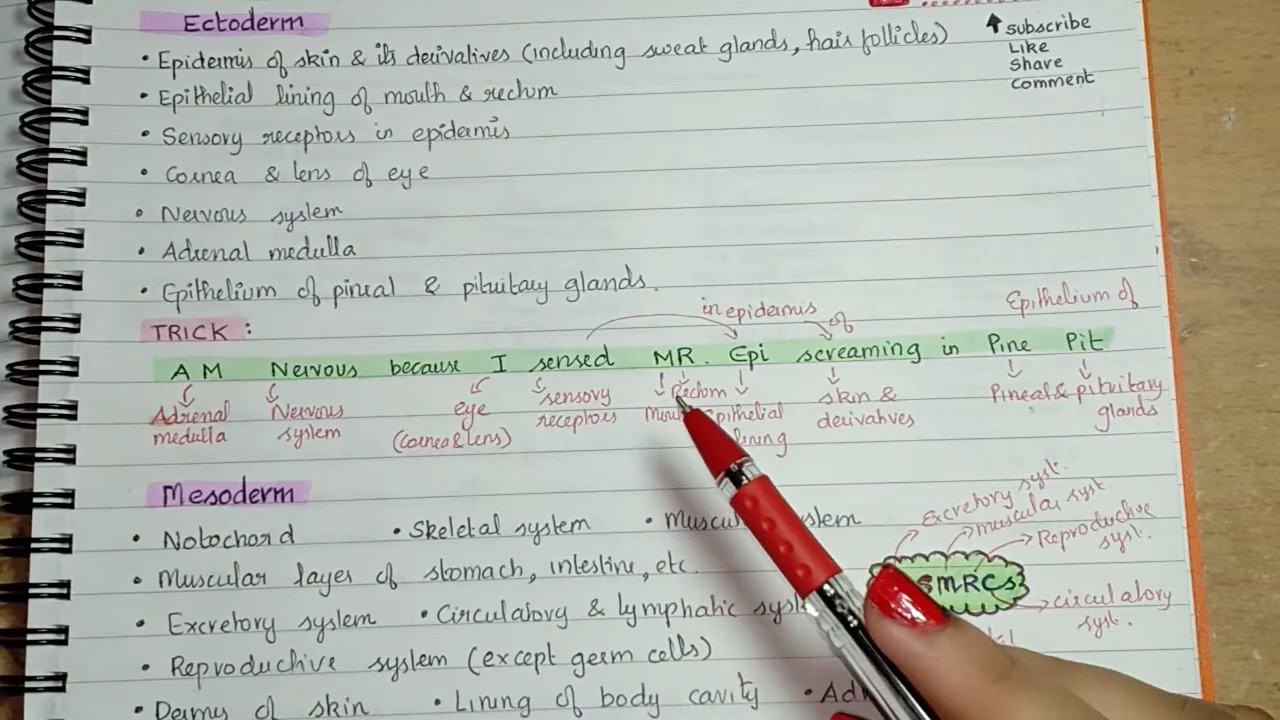 Ectoderm
• Epidermis of skin & its derivatives (including sweat glands, hair follicles)
↑ subscribe
Like
Share
comment
• Epithelial lining of mouth & rectum
• Sensory receptors in epidermis
• Cornea & lens of eye
• Nervous system
• Adrenal medulla
• Epithelium of pineal & pituitary glands.
TRICK :
in epidermis of
Epithelium of
AM Nervous because I sensed MR. Epi screaming in Pine Pit
Adrenal medulla
Nervous system
eye (cornea & lens)
sensory receptors
Rectum
Epithelial lining
skin & derivatives
Pineal & pituitary glands
Mesoderm
• Notochord • Skeletal system •
• Muscular layers of stomach, intestine, etc.
• Excretory system • Circulatory & lymphatic
• Reproductive system (except germ cells)
• Dermis of skin • Lining of body cavity •
Excretory syst.
muscular syst.
Reproductive syst.
circulatory syst.